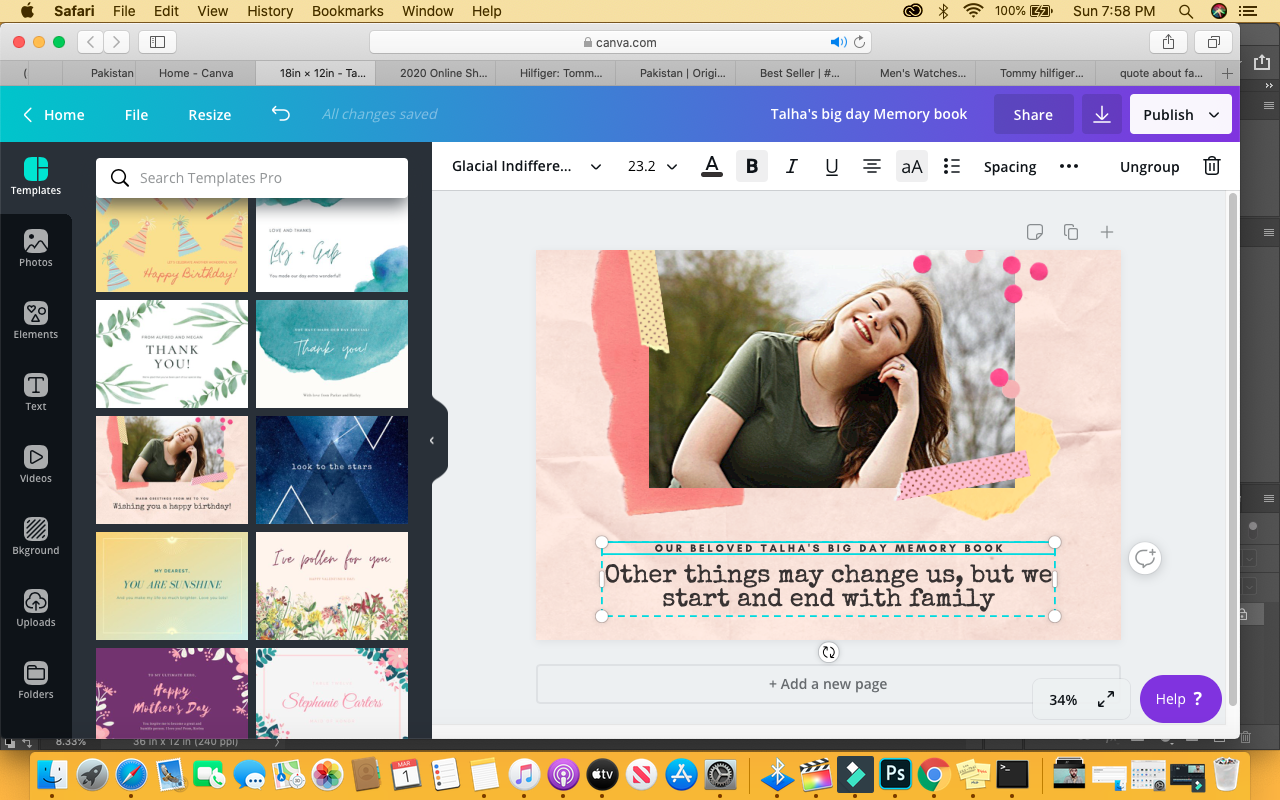 Safari File Edit View History Bookmarks Window Help 100% Sun 7:58 PM
canva.com
( Pakistan Home - Canva 18in × 12in - Ta... 2020 Online Sh... Hilfiger: Tomm... Pakistan | Origi... Best Seller | #... Men's Watches... Tommy hilfiger... quote about fa...
Home File Resize All changes saved Talha's big day Memory book Share Publish
Templates
Photos
Elements
Text
Videos
Bkground
Uploads
Folders
Search Templates Pro
Happy Birthday!
LOVE AND THANKS
Lily + Gab
You made our day extra wonderful!
FROM ALFRED AND MEGAN
THANK
YOU!
Thank you!
WARM GREETINGS FROM ME TO YOU
Wishing you a happy birthday!
look to the stars
MY DEAREST,
YOU ARE SUNSHINE
I've pollen for you
Happy
Mother's Day
Stephanie Carters
Glacial Indiffere... 23.2 A B I U aA Spacing ••• Ungroup
OUR BELOVED TALHA'S BIG DAY MEMORY BOOK
Other things may change us, but we
start and end with family
+ Add a new page
34% Help ?
8.33% 36 in x 12 in (240 ppi)
MAR
1
tv
Ps